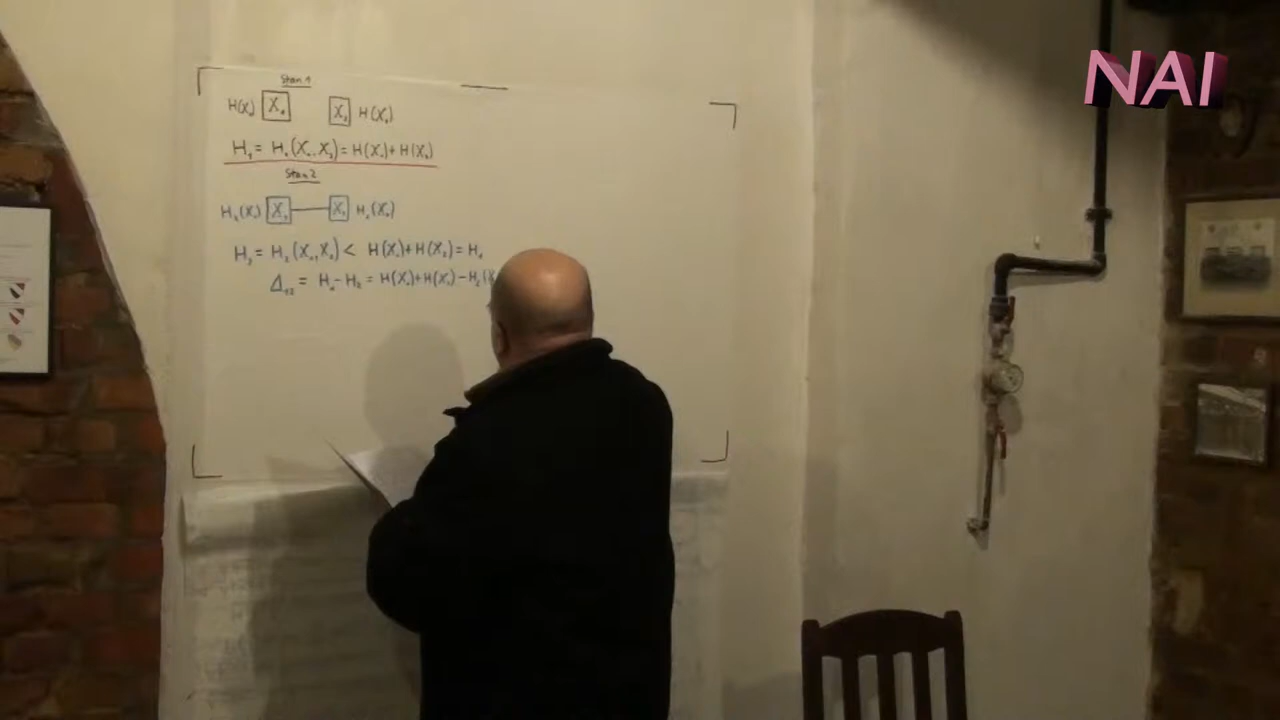 NAI
Stan 1
H(X₁) X₁ X₂ H(X₂)
H₁ = H₁(X₁, X₂) = H(X₁) + H(X₂)
Stan 2
H₂(X₁) X₁ X₂ H₂(X₂)
H₂ = H₂(X₁, X₂) < H(X₁) + H(X₂) = H₁
Δ₁₂ = H₁ - H₂ = H(X₁) + H(X₂) - H₂(X